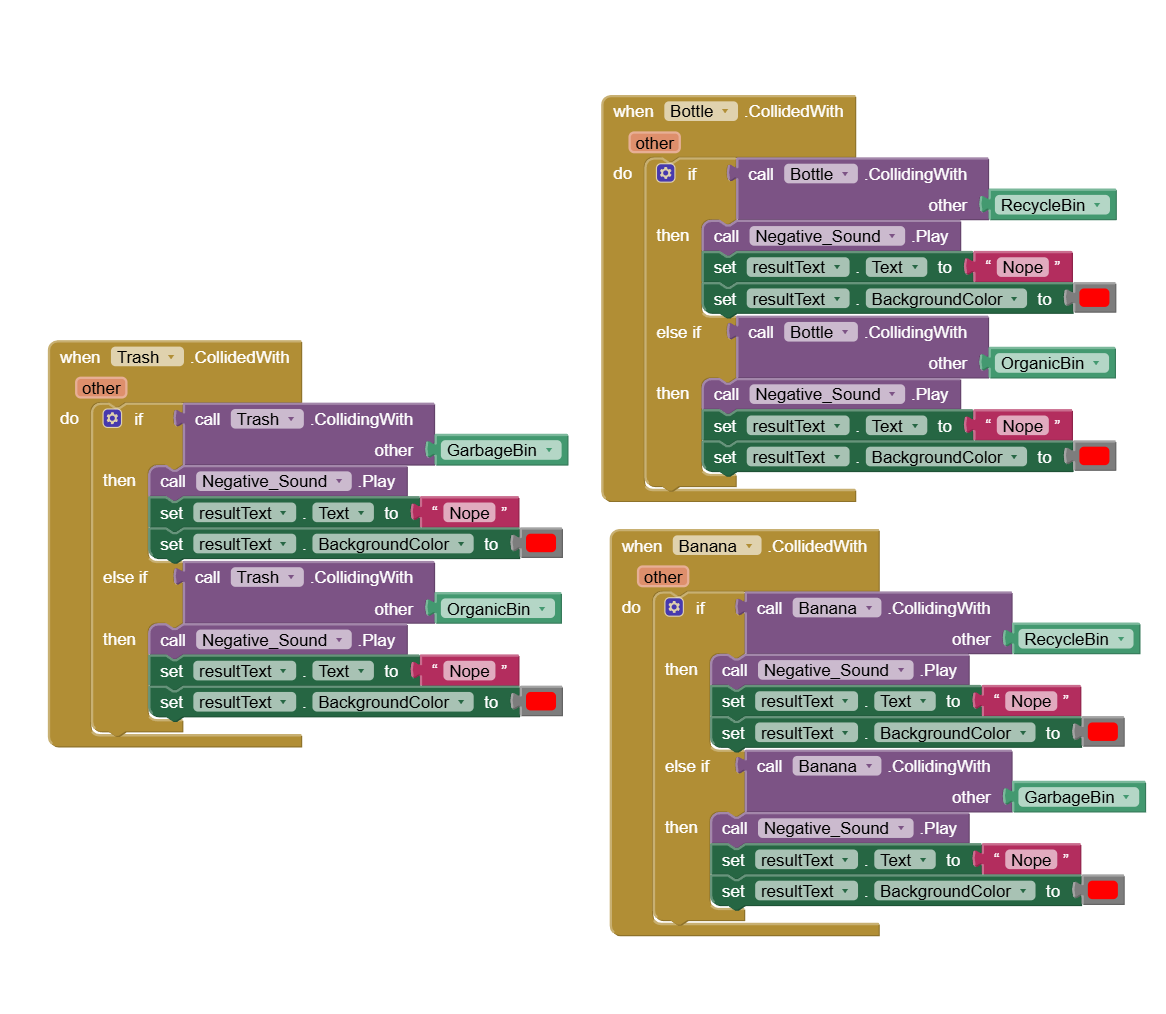 when Trash .CollidedWith
other
do if call Trash .CollidingWith
other GarbageBin
then call Negative_Sound .Play
set resultText . Text to “ Nope ”
set resultText . BackgroundColor to
else if call Trash .CollidingWith
other OrganicBin
then call Negative_Sound .Play
set resultText . Text to “ Nope ”
set resultText . BackgroundColor to
when Bottle .CollidedWith
other
do if call Bottle .CollidingWith
other RecycleBin
then call Negative_Sound .Play
set resultText . Text to “ Nope ”
set resultText . BackgroundColor to
else if call Bottle .CollidingWith
other OrganicBin
then call Negative_Sound .Play
set resultText . Text to “ Nope ”
set resultText . BackgroundColor to
when Banana .CollidedWith
other
do if call Banana .CollidingWith
other RecycleBin
then call Negative_Sound .Play
set resultText . Text to “ Nope ”
set resultText . BackgroundColor to
else if call Banana .CollidingWith
other GarbageBin
then call Negative_Sound .Play
set resultText . Text to “ Nope ”
set resultText . BackgroundColor to